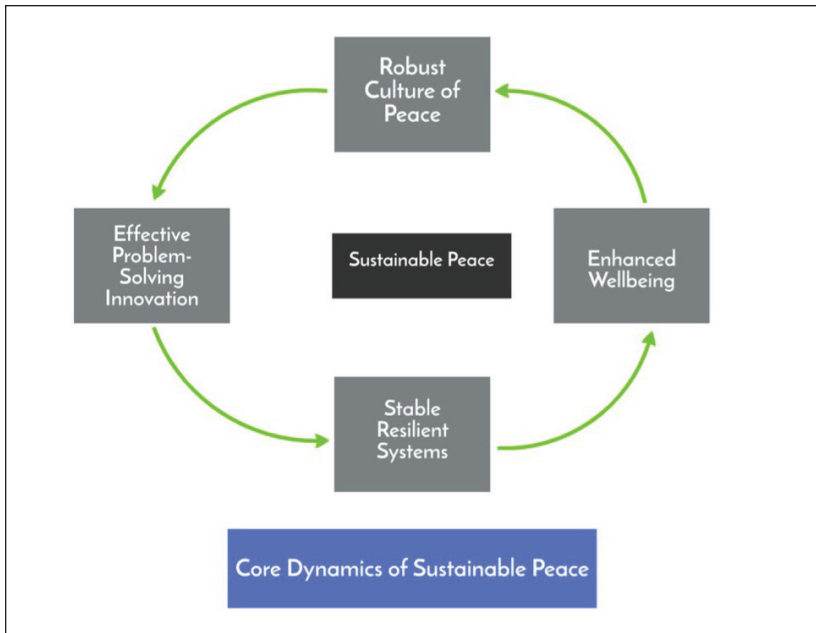 Robust
Culture of
Peace
Effective
Problem-
Solving
Innovation
Sustainable Peace
Enhanced
Wellbeing
Stable
Resilient
Systems
Core Dynamics of Sustainable Peace